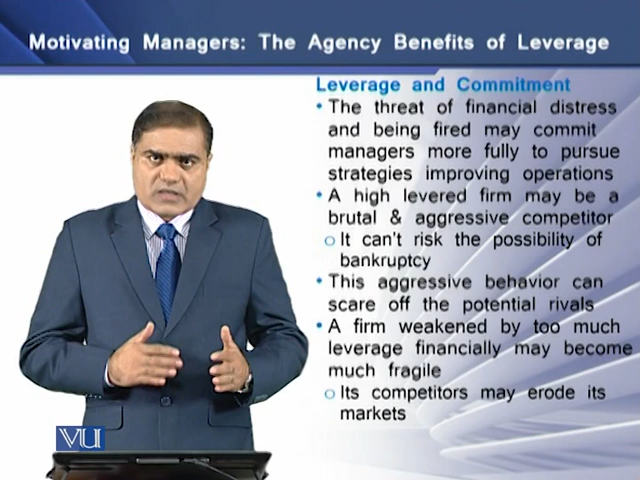 Motivating Managers: The Agency Benefits of Leverage
Leverage and Commitment
• The threat of financial distress
and being fired may commit
managers more fully to pursue
strategies improving operations
• A high levered firm may be a
brutal & aggressive competitor
o It can't risk the possibility of
bankruptcy
• This aggressive behavior can
scare off the potential rivals
• A firm weakened by too much
leverage financially may become
much fragile
o Its competitors may erode its
markets
VU